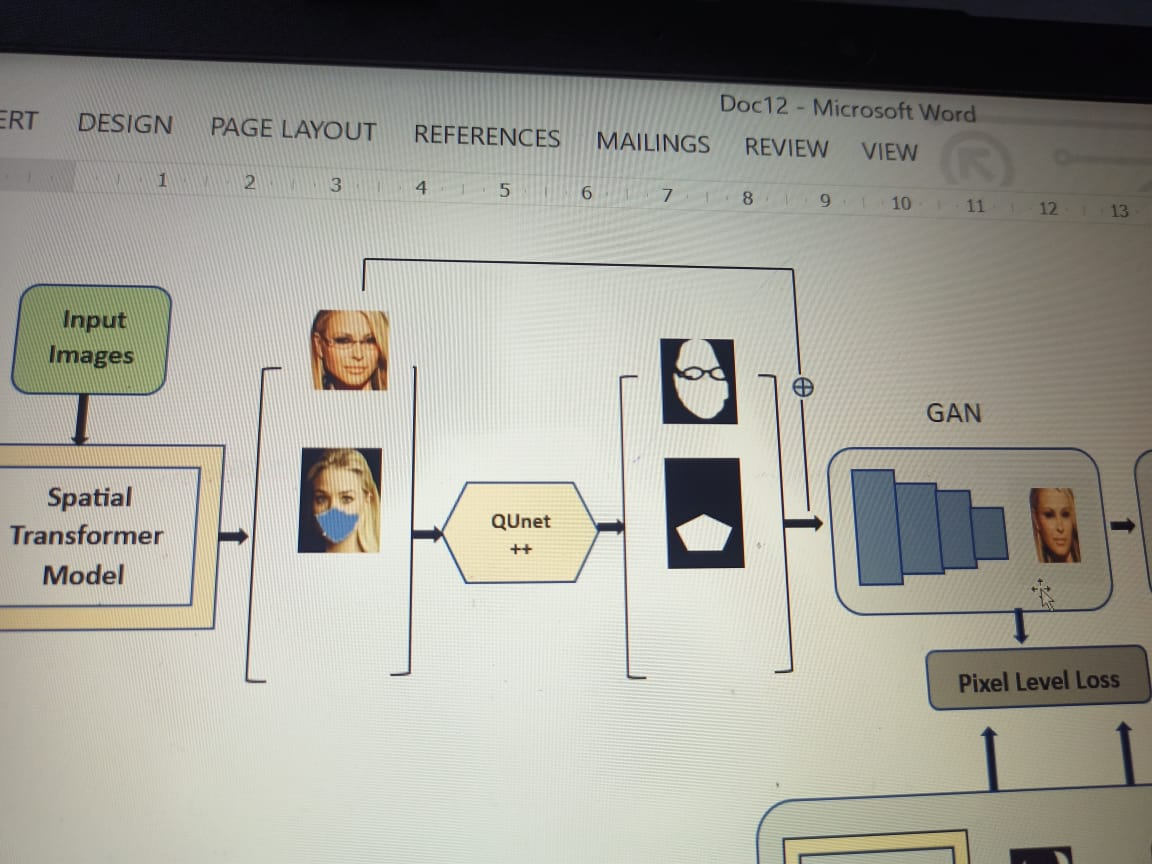 Doc12 - Microsoft Word
ERT DESIGN PAGE LAYOUT REFERENCES MAILINGS REVIEW VIEW
1 2 3 4 5 6 7 8 9 10 11 12 13
Input
Images
Spatial
Transformer
Model
QUnet
++
GAN
Pixel Level Loss